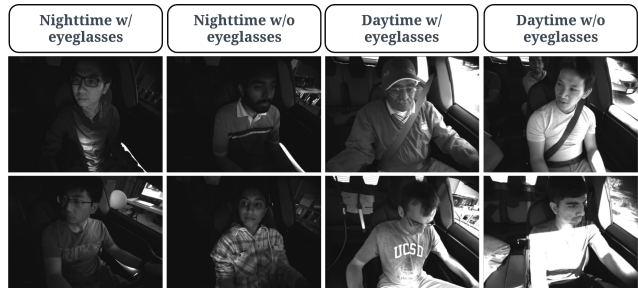 Nighttime w/
eyeglasses
Nighttime w/o
eyeglasses
Daytime w/
eyeglasses
Daytime w/o
eyeglasses
UCSD